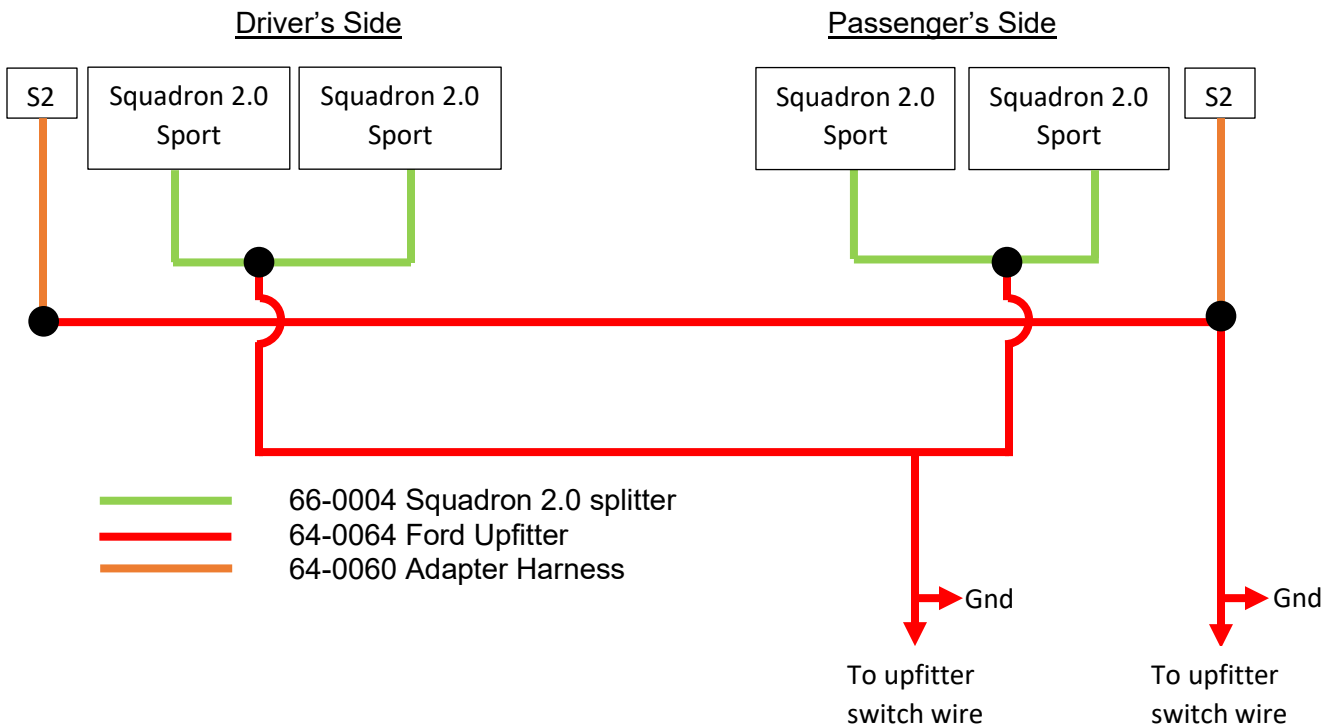 Driver’s Side
Passenger’s Side
S2
Squadron 2.0
Sport
Squadron 2.0
Sport
Squadron 2.0
Sport
Squadron 2.0
Sport
S2
66-0004 Squadron 2.0 splitter
64-0064 Ford Upfitter
64-0060 Adapter Harness
Gnd
Gnd
To upfitter
switch wire
To upfitter
switch wire